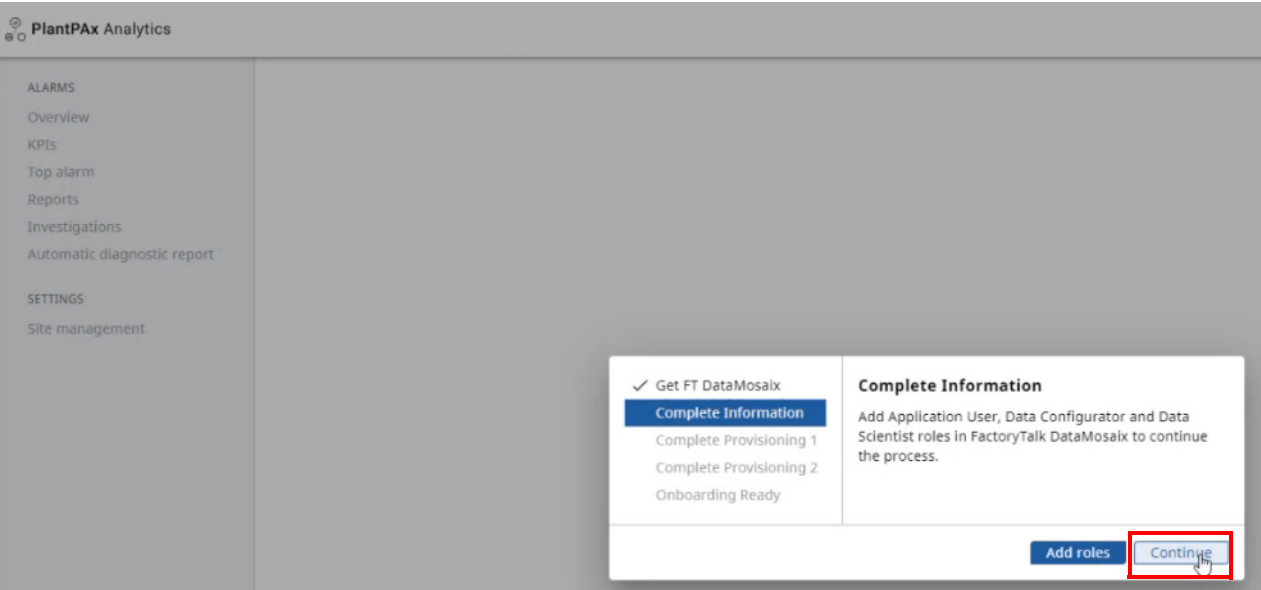 PlantPAx Analytics
ALARMS
Overview
KPIs
Top alarm
Reports
Investigations
Automatic diagnostic report
SETTINGS
Site management
Get FT DataMosaix
Complete Information
Complete Provisioning 1
Complete Provisioning 2
Onboarding Ready
Complete Information
Add Application User, Data Configurator and Data
Scientist roles in FactoryTalk DataMosaix to continue
the process.
Add roles
Continue